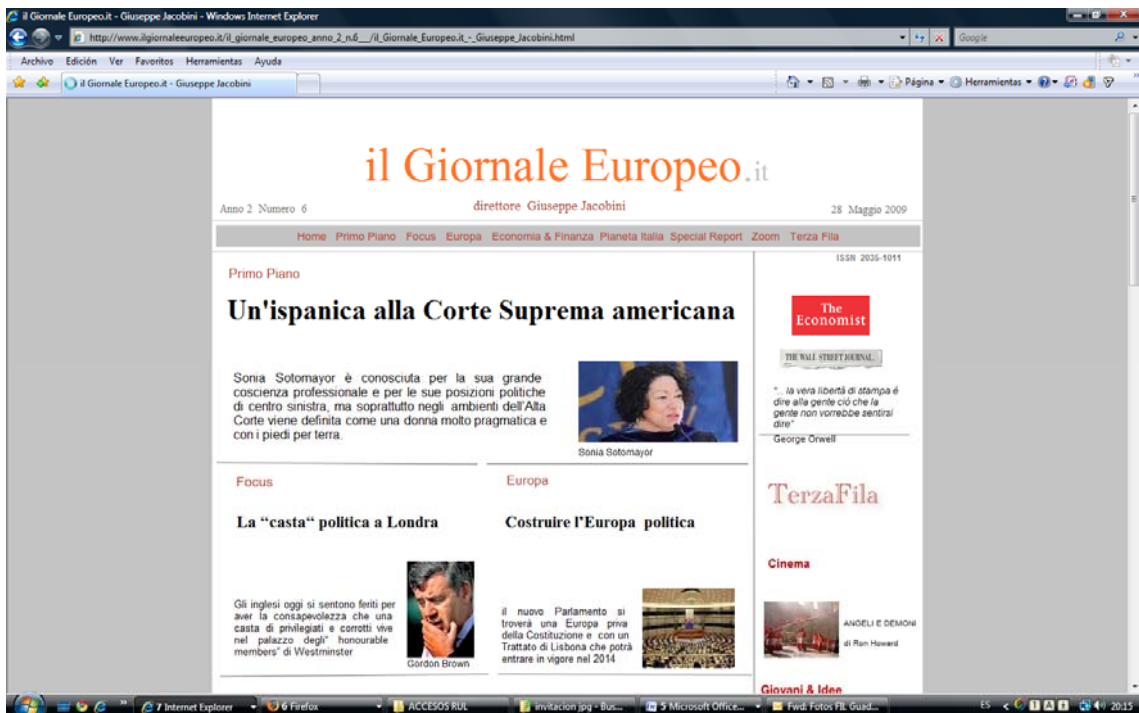 il Giornale Europeo.it - Giuseppe Jacobini - Windows Internet Explorer
http://www.ilgiornaleeuropeo.it/il_giornale_europeo_anno_2_n.6__/il_Giornale_Europeo.it_-_Giuseppe_Jacobini.html
Google
Archivo Edición Ver Favoritos Herramientas Ayuda
il Giornale Europeo.it - Giuseppe Jacobini
Página Herramientas
il Giornale Europeo.it
direttore Giuseppe Jacobini
Anno 2 Numero 6
28 Maggio 2009
Home Primo Piano Focus Europa Economia & Finanza Pianeta Italia Special Report Zoom Terza Fila
Primo Piano
Un'ispanica alla Corte Suprema americana
Sonia Sotomayor è conosciuta per la sua grande
coscienza professionale e per le sue posizioni politiche
di centro sinistra, ma soprattutto negli ambienti dell'Alta
Corte viene definita come una donna molto pragmatica e
con i piedi per terra.
Sonia Sotomayor
Focus
La “casta“ politica a Londra
Gli inglesi oggi si sentono feriti per
aver la consapevolezza che una
casta di privilegiati e corrotti vive
nel palazzo degli” honourable
members” di Westminster
Gordon Brown
Europa
Costruire l’Europa politica
il nuovo Parlamento si
troverà una Europa priva
della Costituzione e con un
Trattato di Lisbona che potrà
entrare in vigore nel 2014
ISSN 2035-1011
The
Economist
THE WALL STREET JOURNAL.
"... la vera libertá di stampa é
dire alla gente ció che la
gente non vorrebbe sentirsi
dire"
George Orwell
TerzaFila
Cinema
ANGELI E DEMONI
di Ron Howard
Giovani & Idee
7 Internet Explorer
6 Firefox
ACCESOS RUL
invitacion jpg - Bus...
5 Microsoft Office...
Fwd: Fotos FIL Guad...
ES
20:15